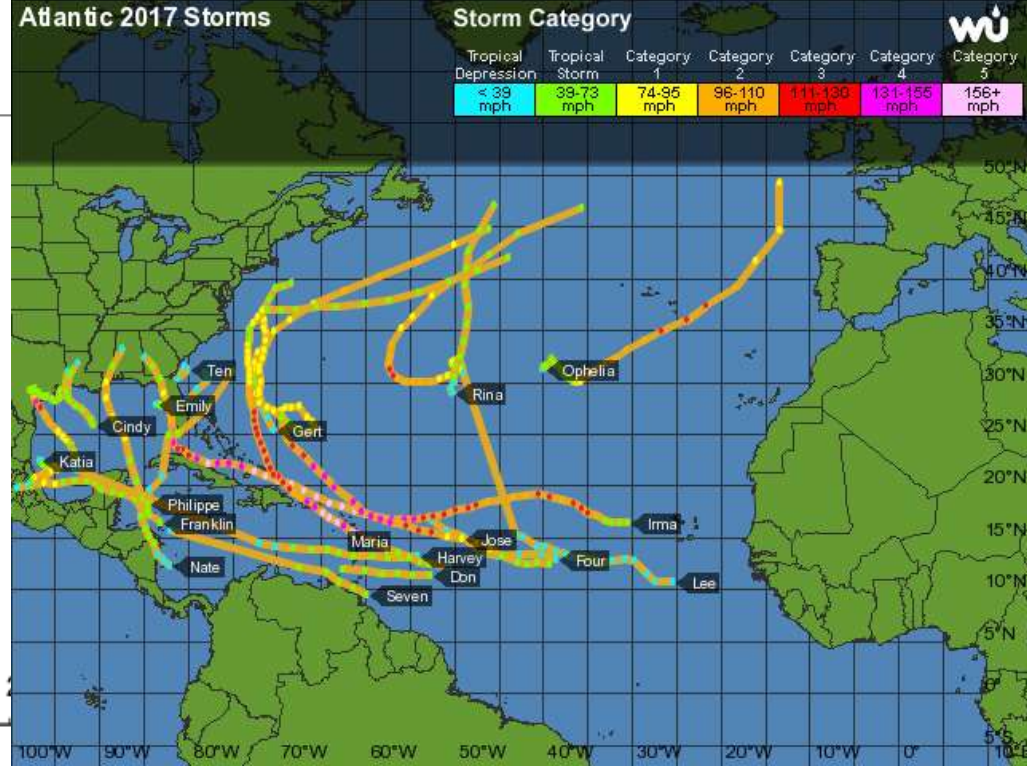 Atlantic 2017 Storms
Storm Category
wu
Tropical Depression
Tropical Storm
Category 1
Category 2
Category 3
Category 4
Category 5
< 39 mph
39-73 mph
74-95 mph
96-110 mph
111-130 mph
131-155 mph
156+ mph
50°N
45°N
40°N
35°N
30°N
25°N
20°N
15°N
10°N
5°N
0°
5°S
Ten
Ophelia
Rina
Emily
Cindy
Gert
Katia
Philippe
Franklin
Irma
Maria
Jose
Harvey
Four
Nate
Don
Lee
Seven
100°W
90°W
80°W
70°W
60°W
50°W
40°W
30°W
20°W
10°W
0°